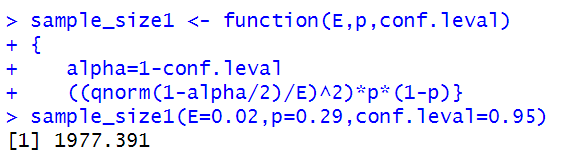 > sample_size1 <- function(E,p,conf.leval)
+ {
+ alpha=1-conf.leval
+ ((qnorm(1-alpha/2)/E)^2)*p*(1-p)}
> sample_size1(E=0.02,p=0.29,conf.leval=0.95)
[1] 1977.391